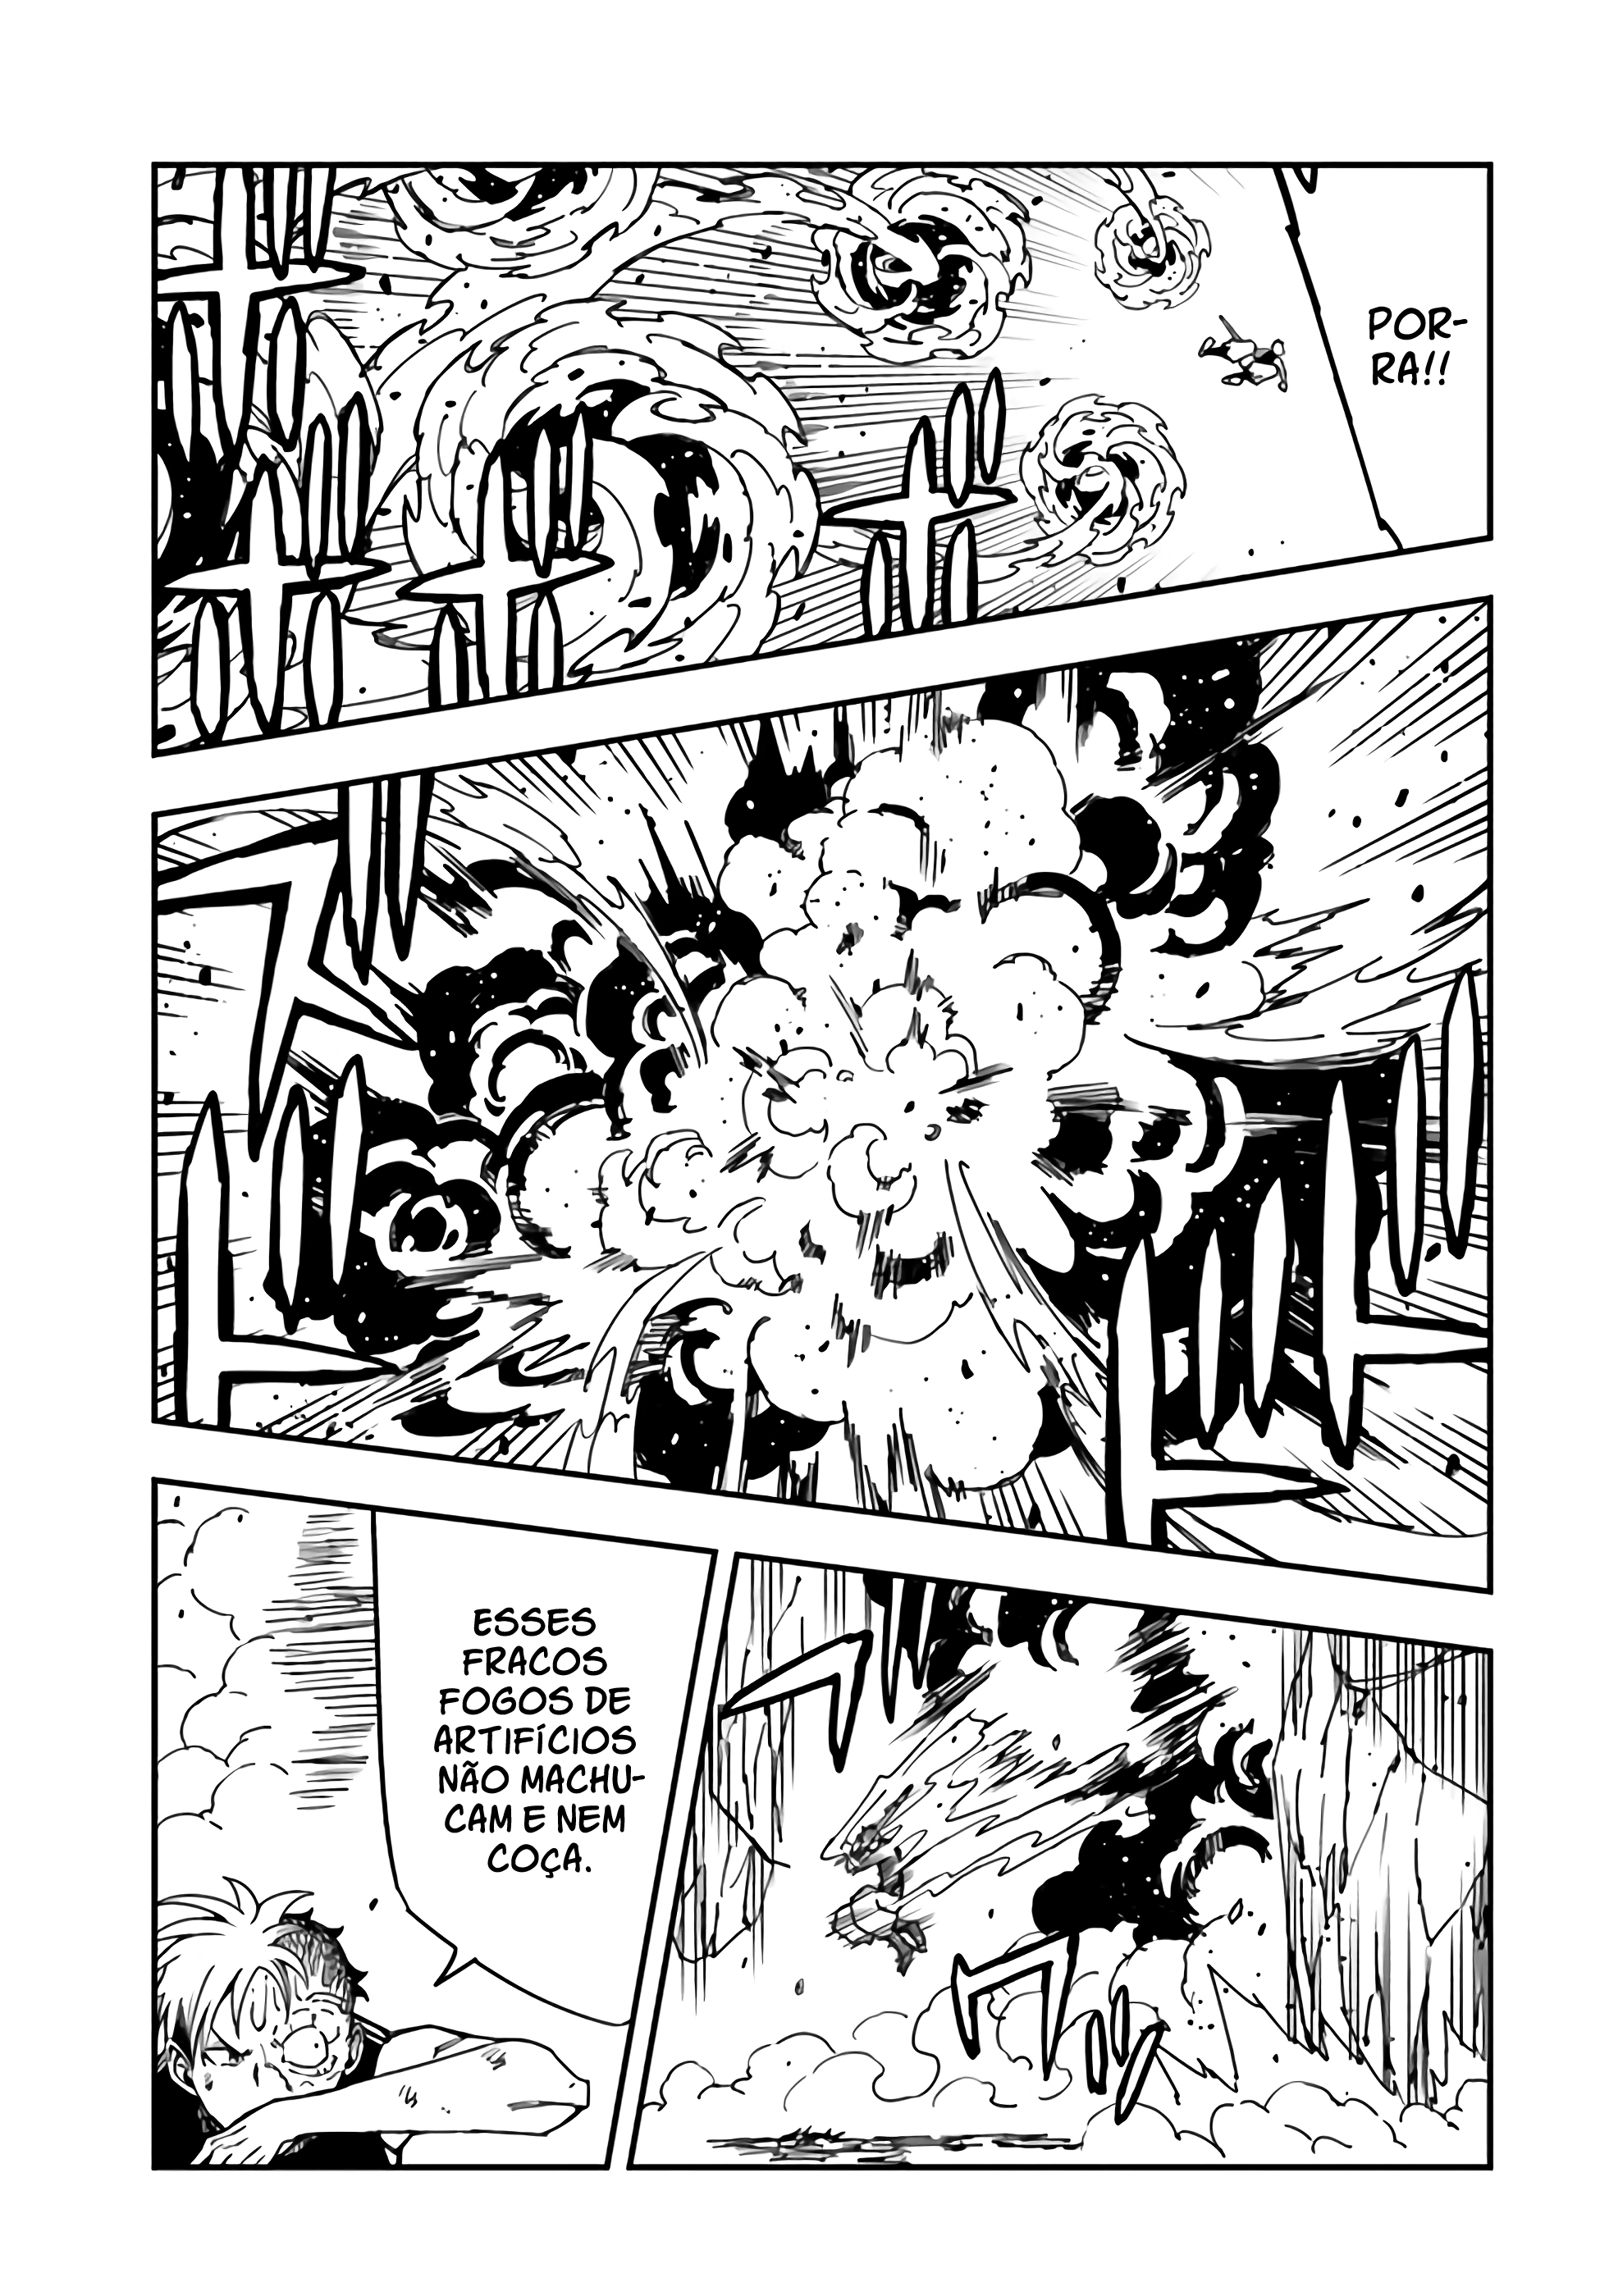 POR-
RA!!
ESSES
FRACOS
FOGOS DE
ARTIFÍCIOS
NÃO MACHU-
CAM E NEM
COÇA.